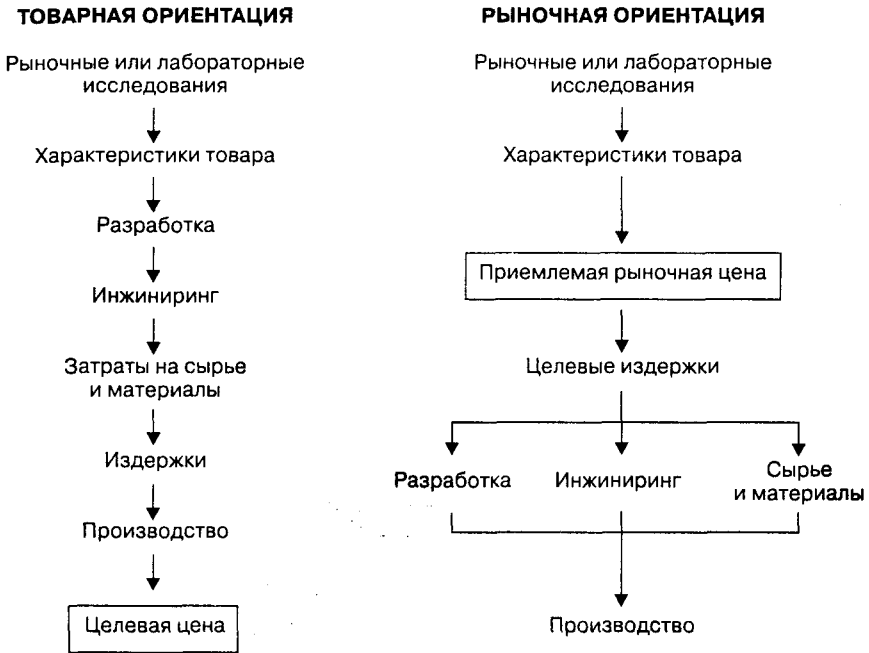 ТОВАРНАЯ ОРИЕНТАЦИЯ
Рыночные или лабораторные
исследования
Характеристики товара
Разработка
Инжиниринг
Затраты на сырье
и материалы
Издержки
Производство
Целевая цена
РЫНОЧНАЯ ОРИЕНТАЦИЯ
Рыночные или лабораторные
исследования
Характеристики товара
Приемлемая рыночная цена
Целевые издержки
Разработка
Инжиниринг
Сырье
и материалы
Производство